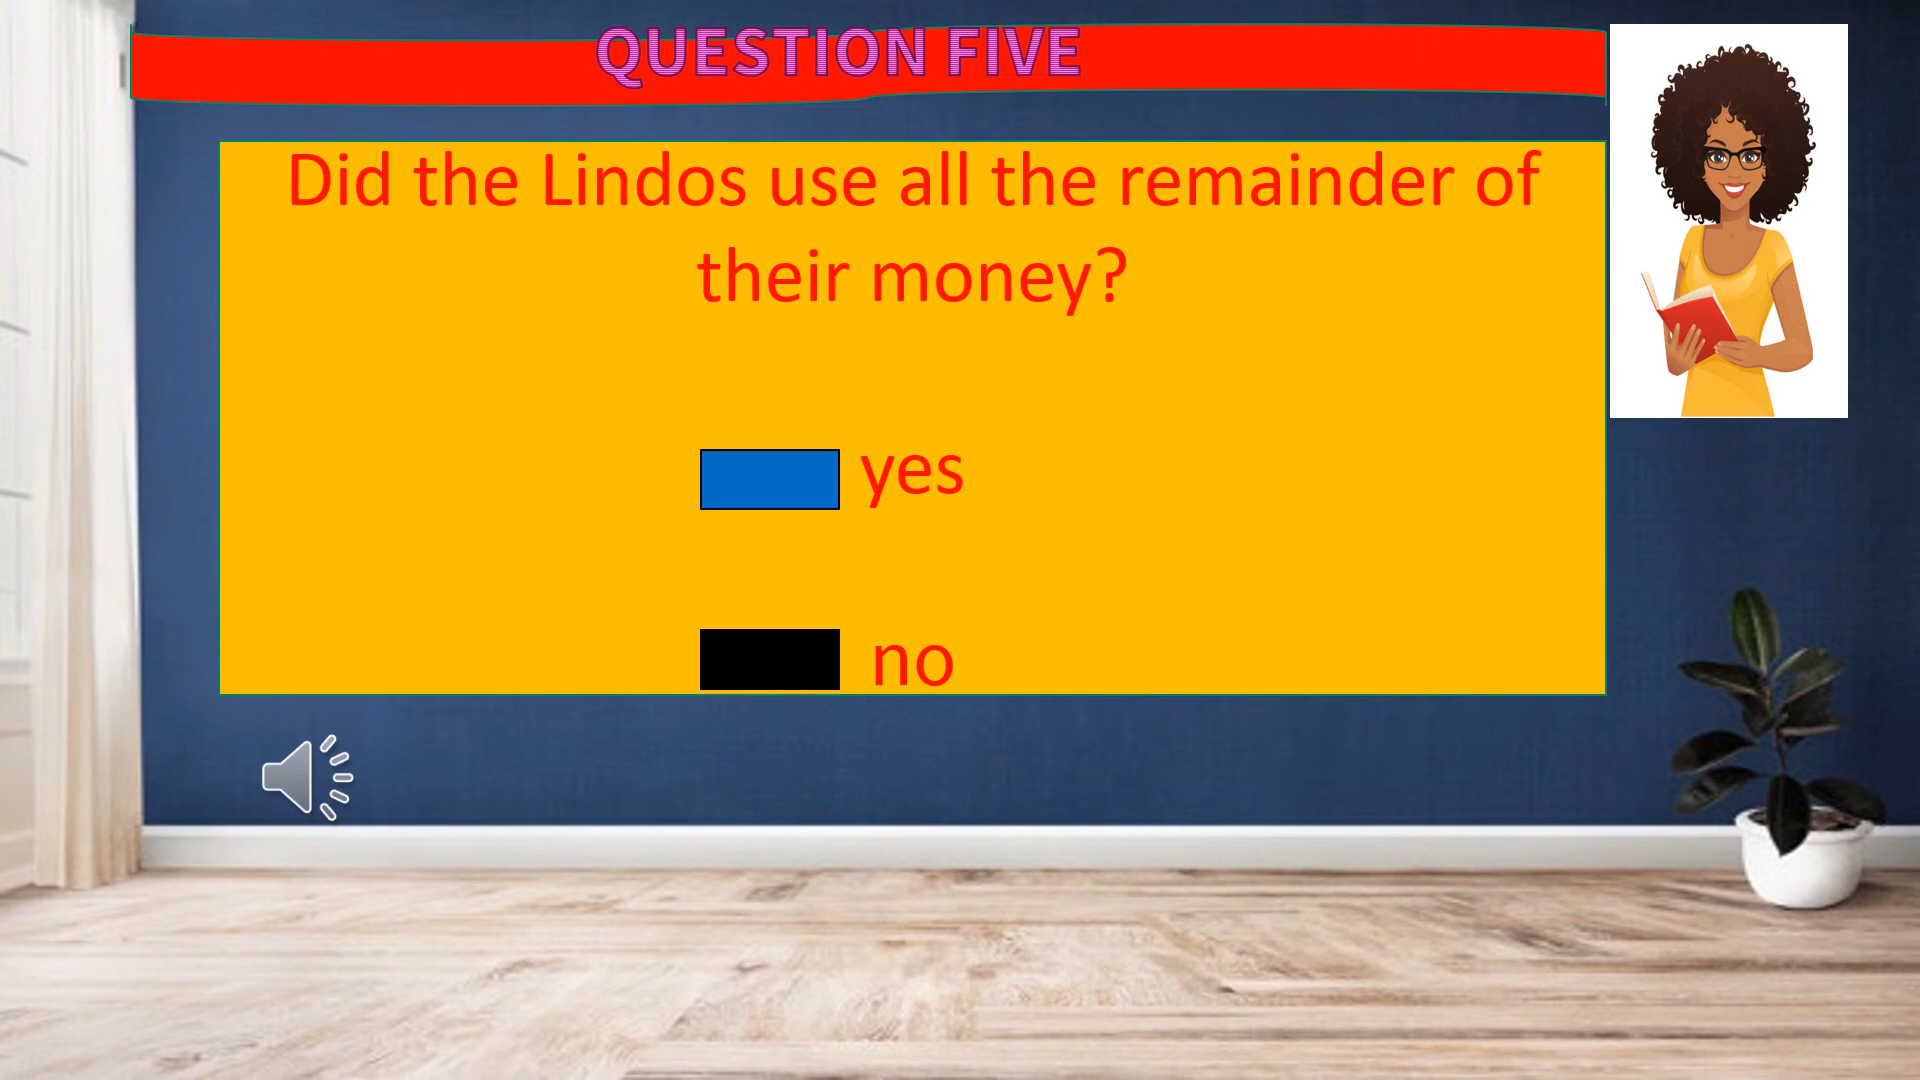 QUESTION FIVE
Did the Lindos use all the remainder of
their money?
yes
no